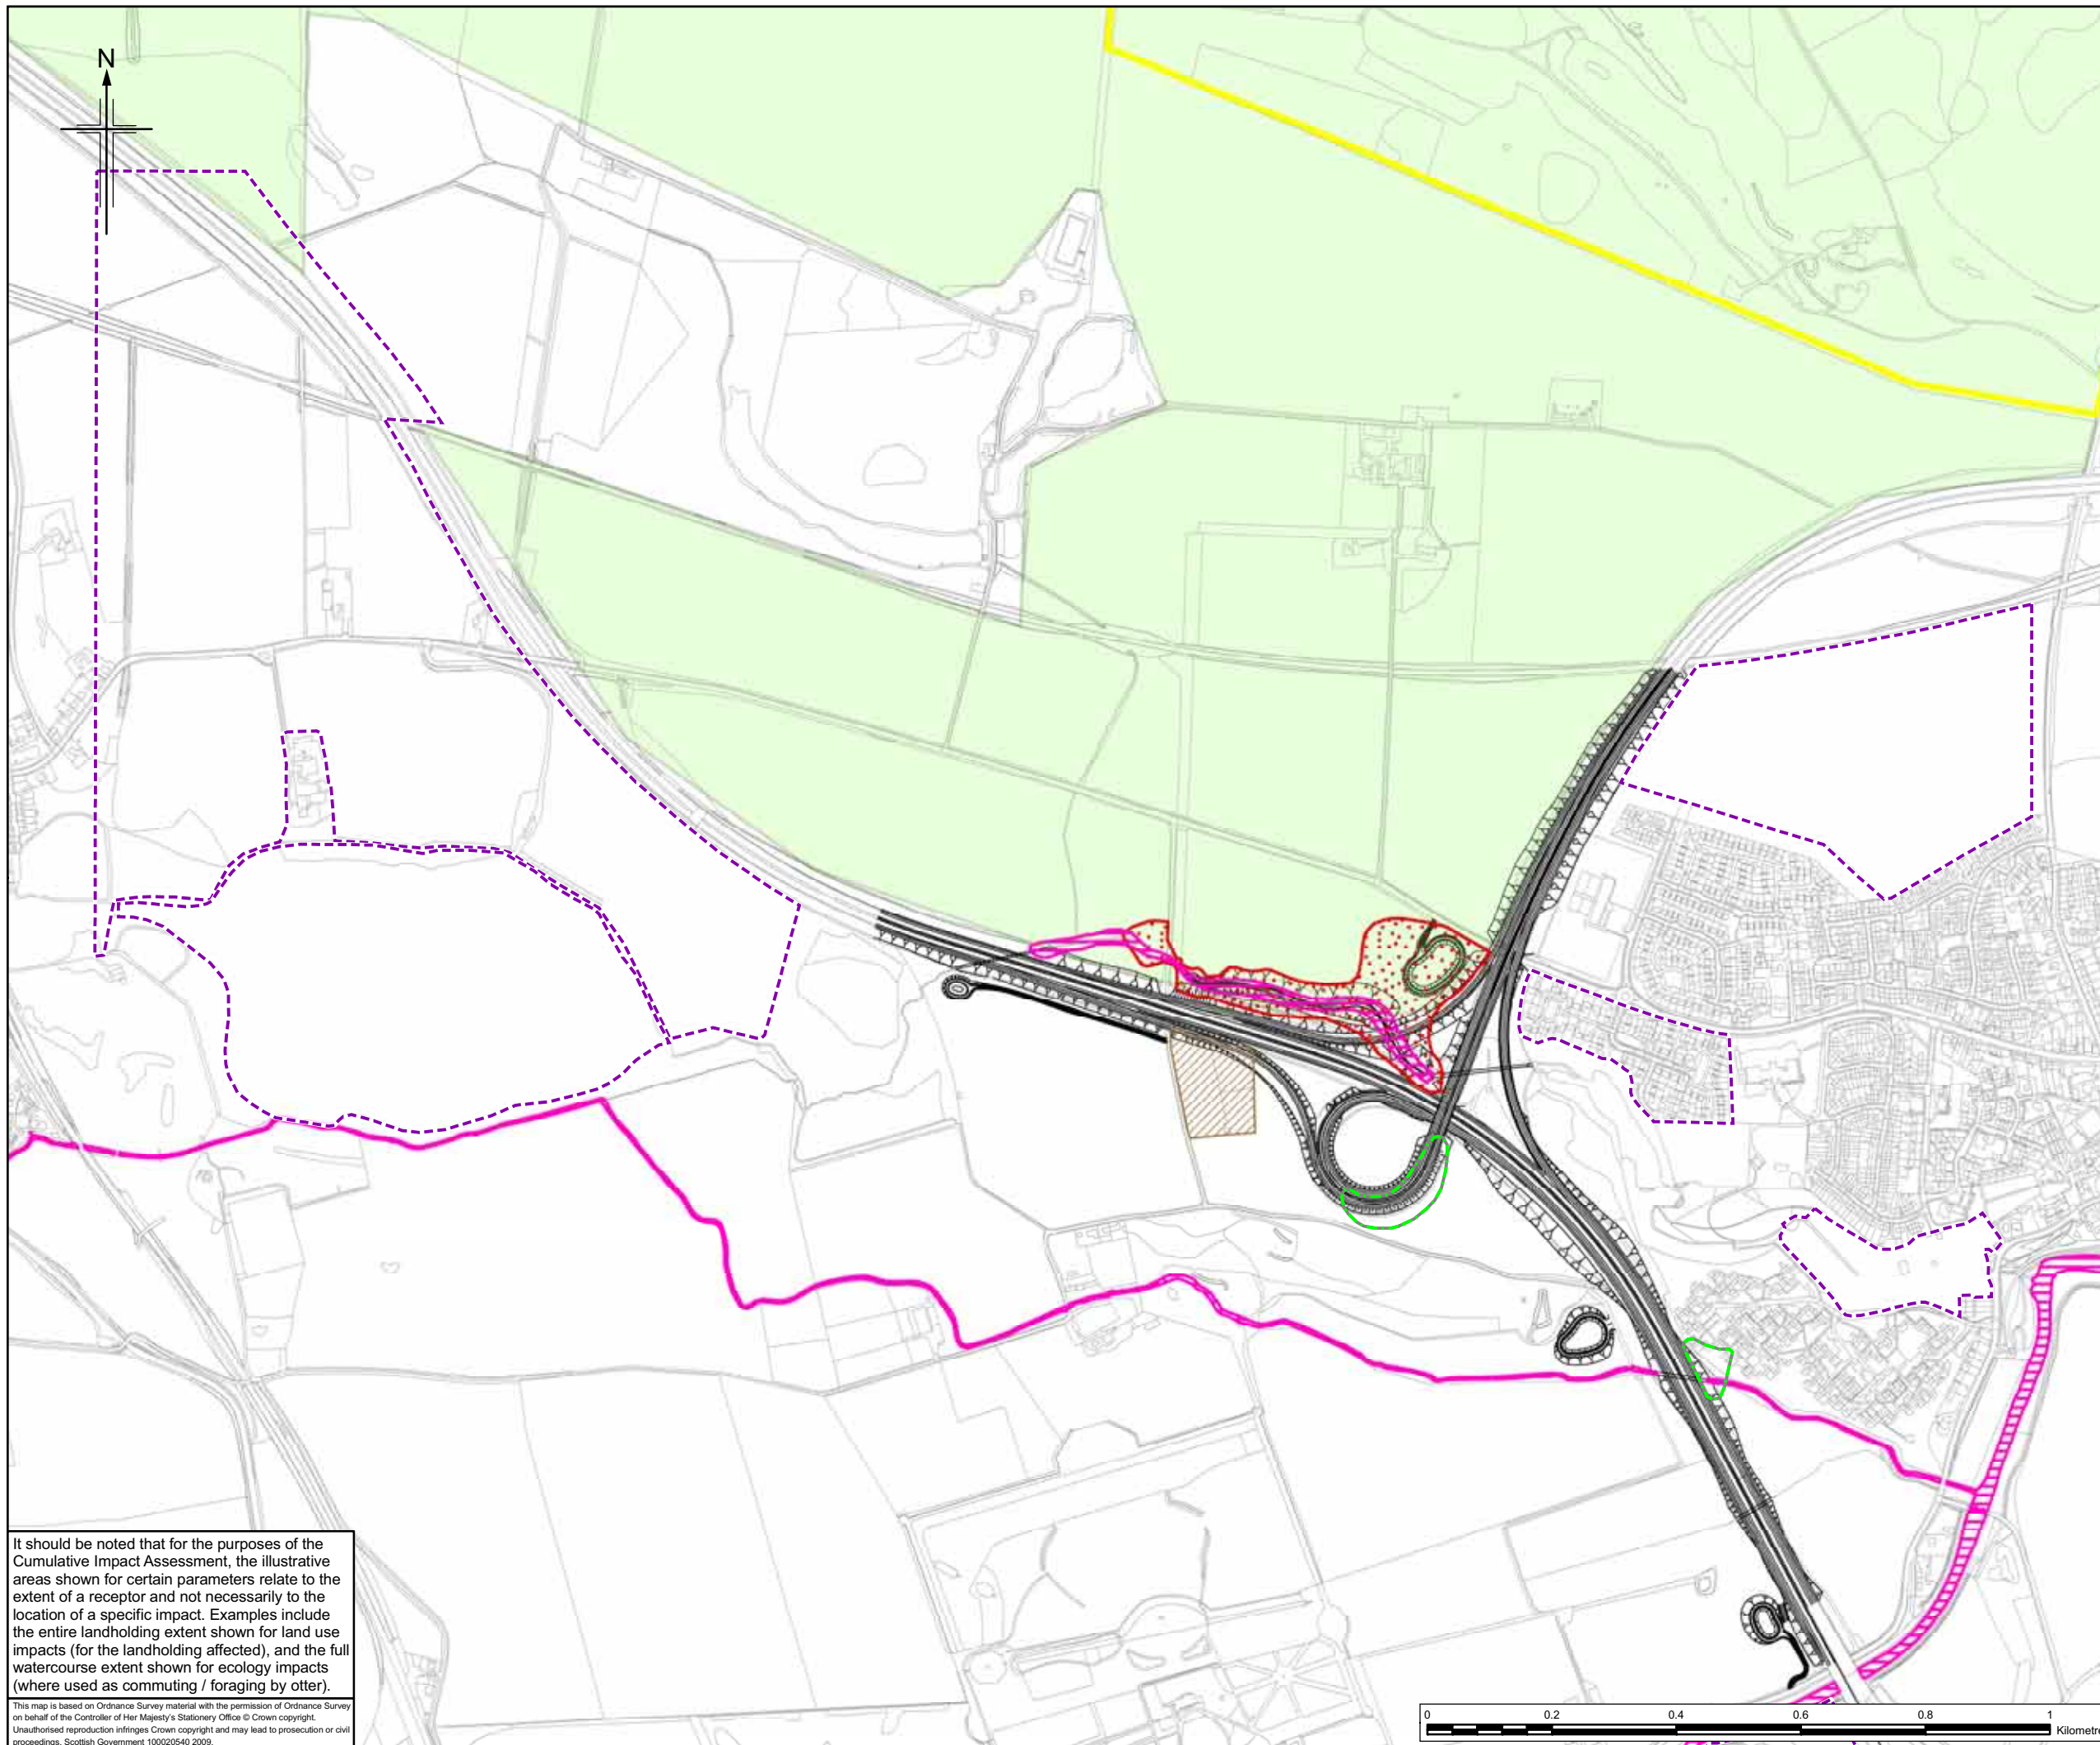 N
It should be noted that for the purposes of the
Cumulative Impact Assessment, the illustrative
areas shown for certain parameters relate to the
extent of a receptor and not necessarily to the
location of a specific impact. Examples include
the entire landholding extent shown for land use
impacts (for the landholding affected), and the full
watercourse extent shown for ecology impacts
(where used as commuting / foraging by otter).
This map is based on Ordnance Survey material with the permission of Ordnance Survey
on behalf of the Controller of Her Majesty's Stationery Office © Crown copyright.
Unauthorised reproduction infringes Crown copyright and may lead to prosecution or civil
proceedings. Scottish Government 100020540 2009.
0 0.2 0.4 0.6 0.8 1
Kilometre